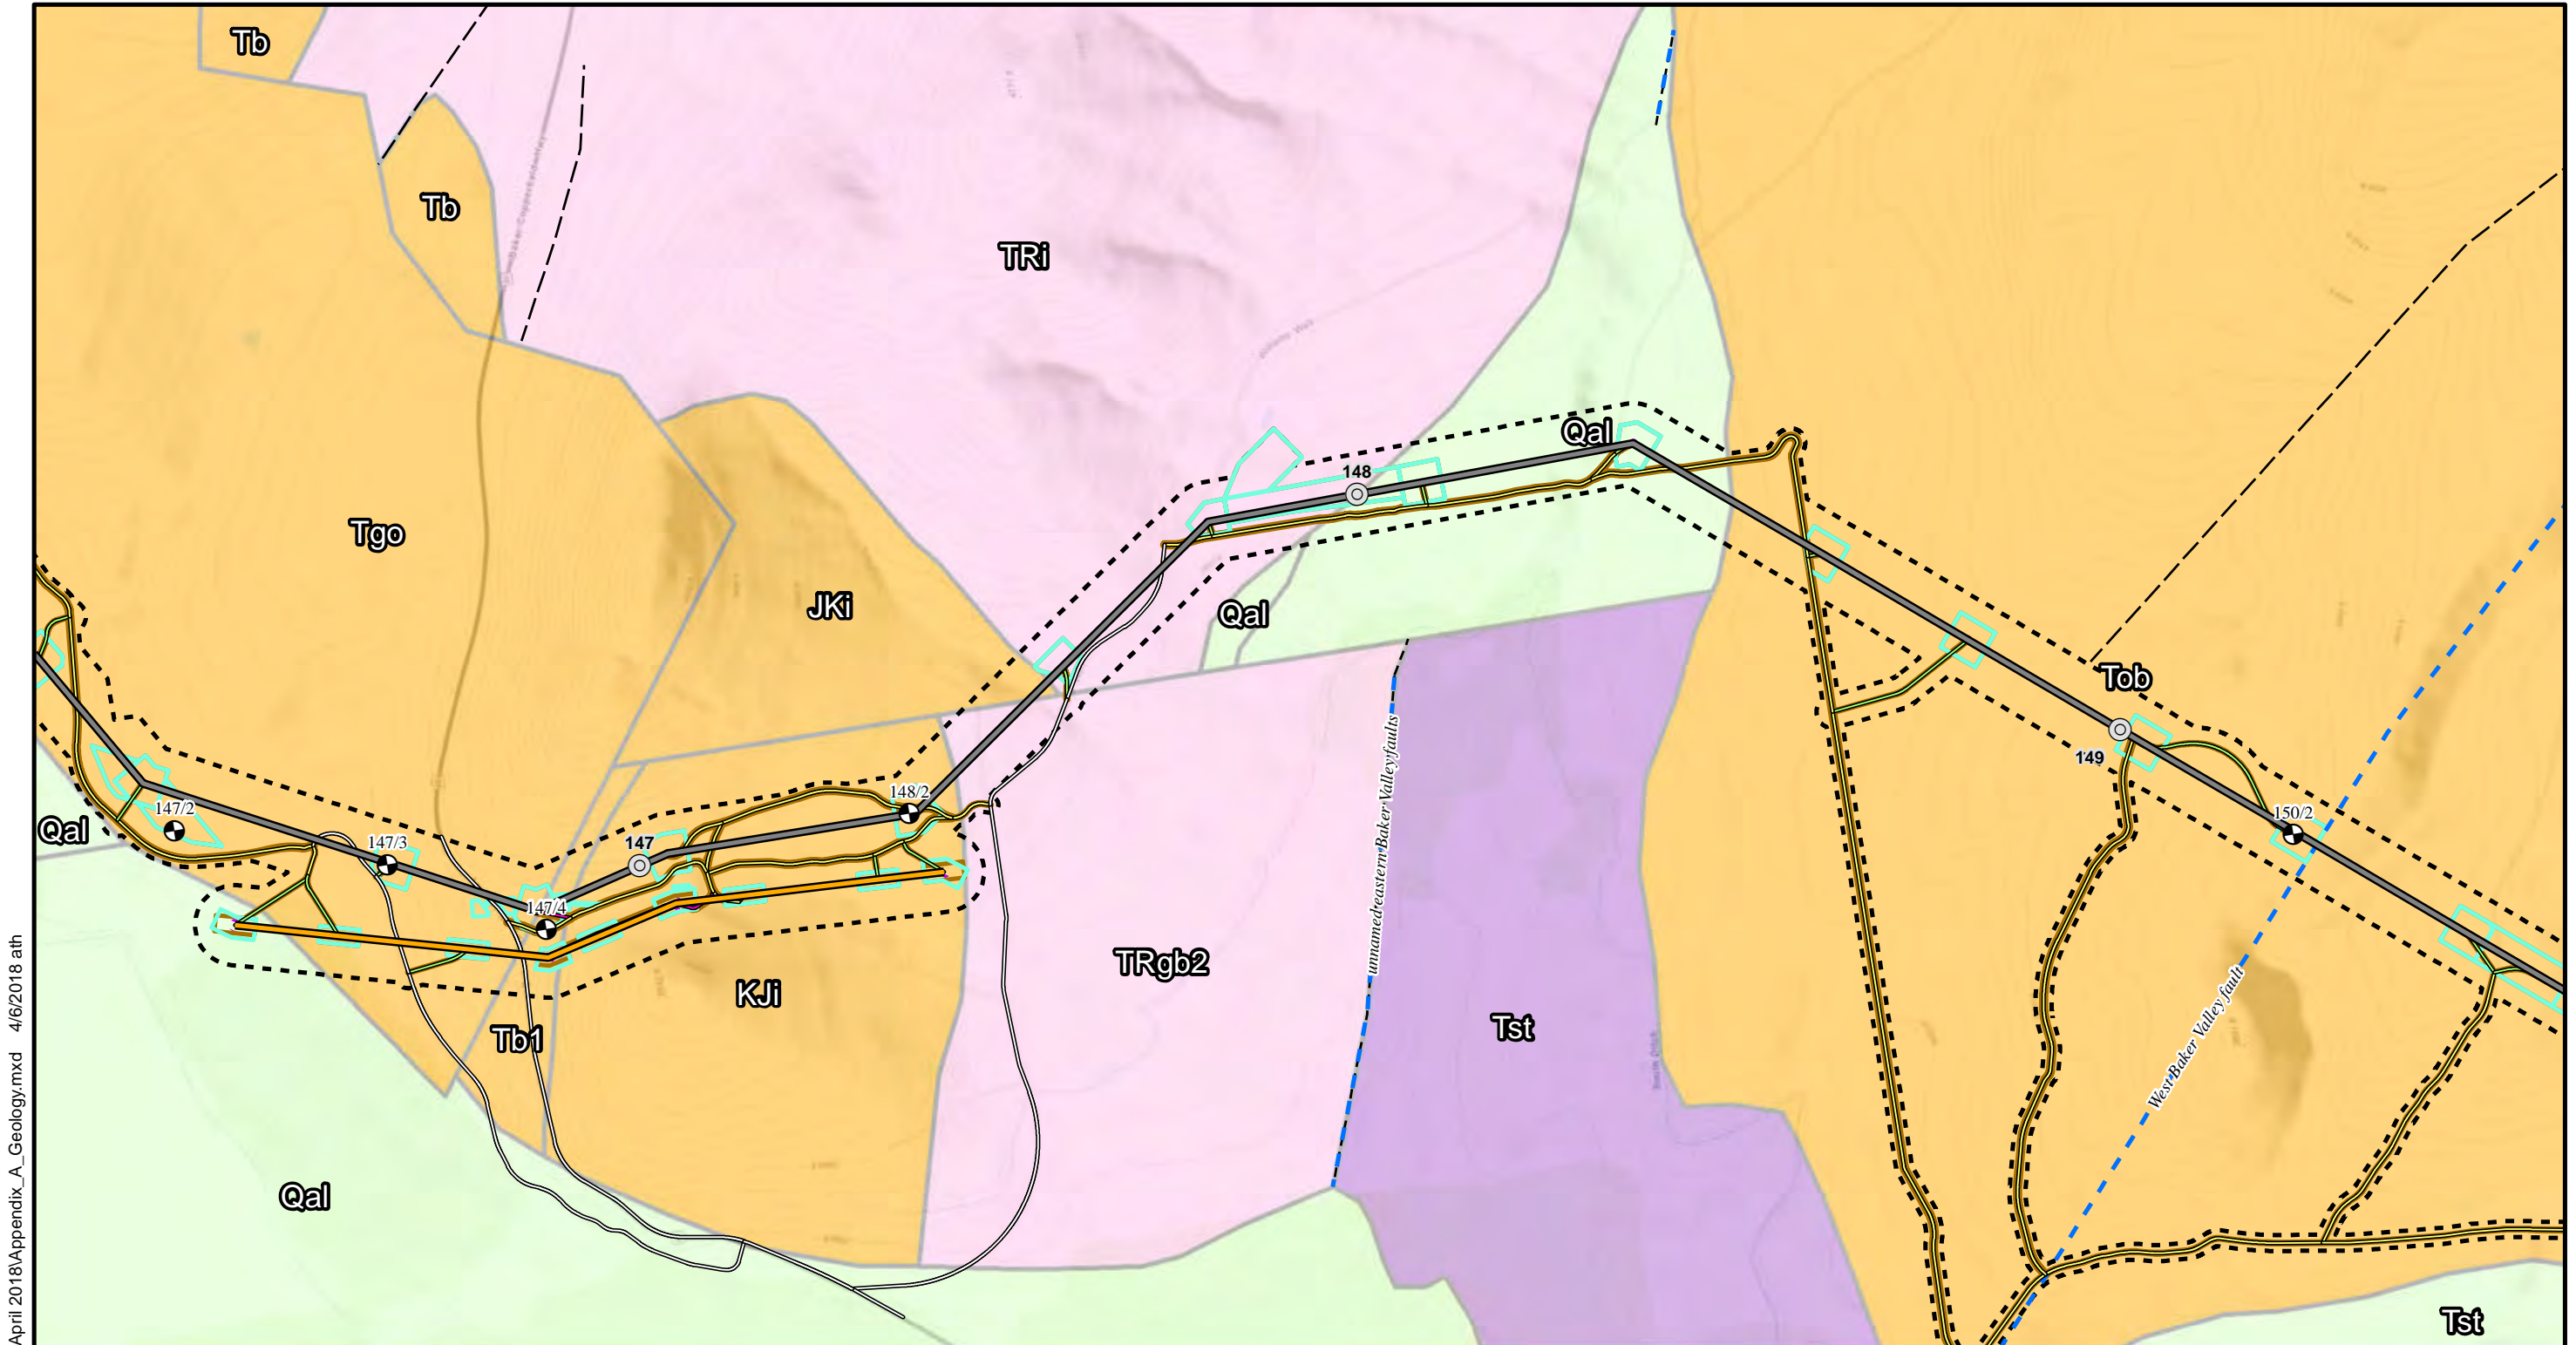 Tb
Tb
TRi
Qal
Tgo
148
JKi
Qal
Tob
149
147/2
148/2
150/2
Qal
147/3
147
147/4
unnamed eastern Baker Valley faults
TRgb2
KJi
Tst
Tb1
West Baker Valley fault
Qal
Tst
April 2018\Appendix_A_Geology.mxd 4/6/2018 ath